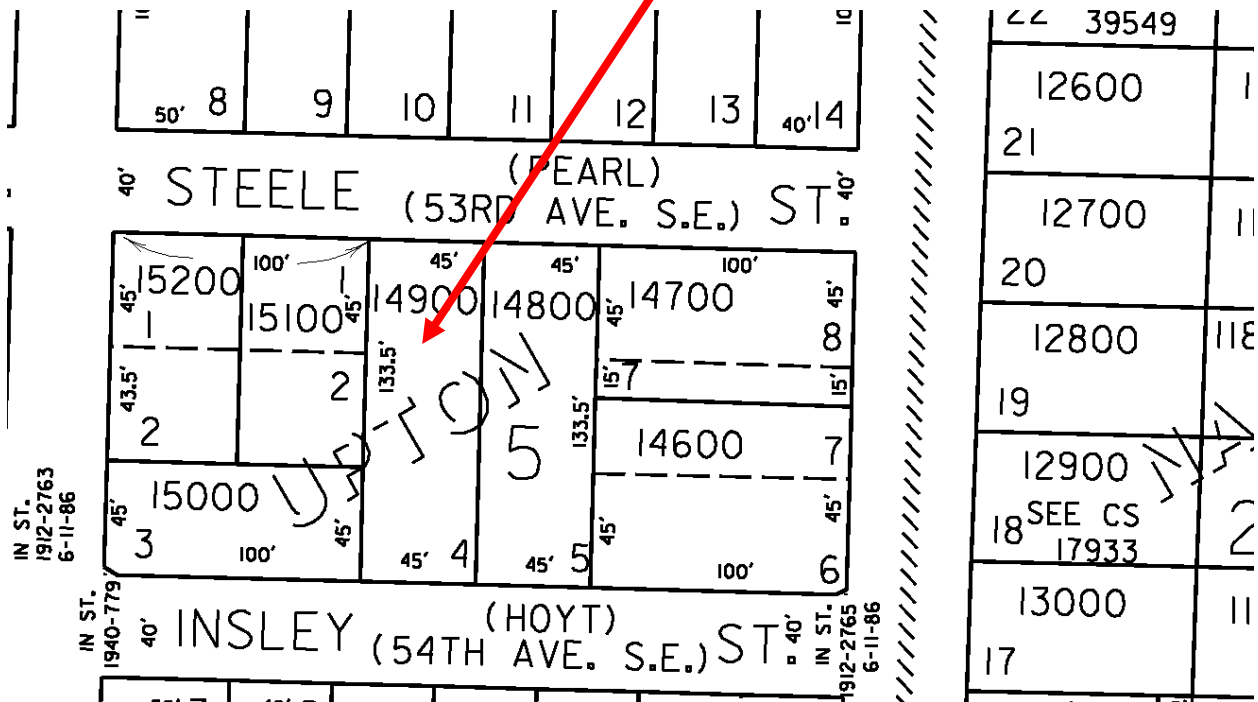 22 39549
50' 8 9 10 11 12 13 40' 14
12600
21
40' STEELE (PEARL) ST. 40'
(53RD AVE. S.E.)
12700
20
15200 100' 1 45' 45' 100'
45' 15100 45' 14900 14800 45' 14700 45'
1 8
12800 118
43.5' 2 133.5' 15' 7 15'
19
2 133.5' 14600 7
UPTON
5
12900
45' 15000 45' 45' 45'
18 SEE CS
17933
2
3 100' 45' 4 45' 5 100' 6
IN ST.
1912-2763
6-11-86
IN ST.
1940-779
40' INSLEY (HOYT) ST. 40'
(54TH AVE. S.E.)
IN ST.
1912-2765
6-11-86
13000
17